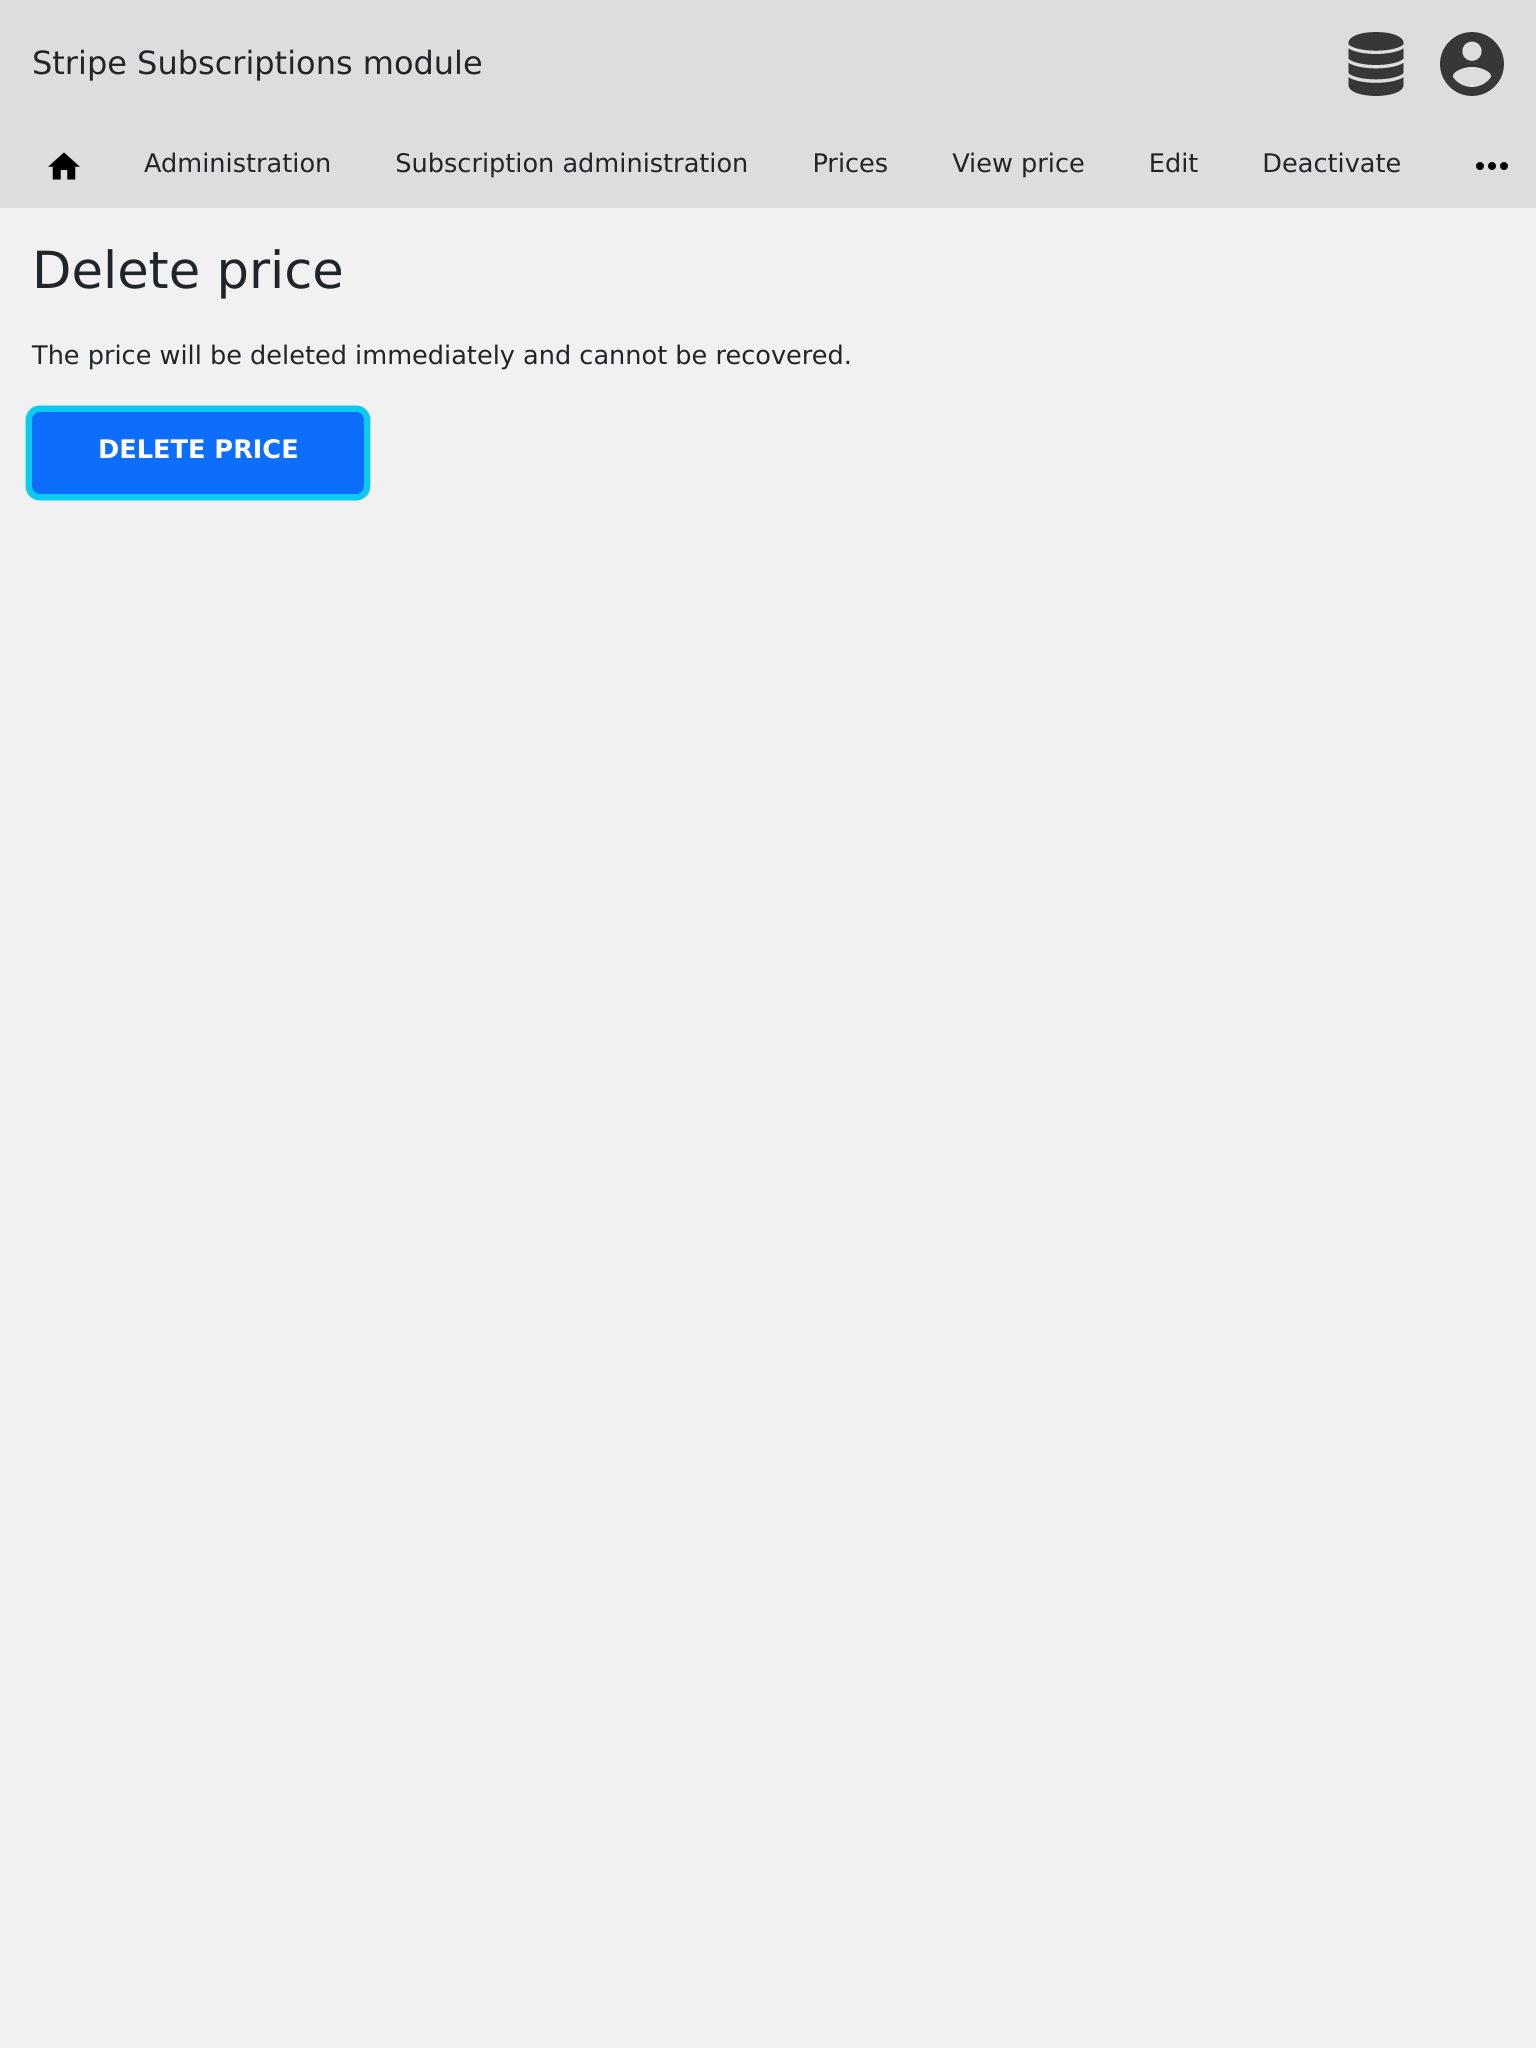 Stripe Subscriptions module
Administration Subscription administration Prices View price Edit Deactivate
Delete price
The price will be deleted immediately and cannot be recovered.
DELETE PRICE